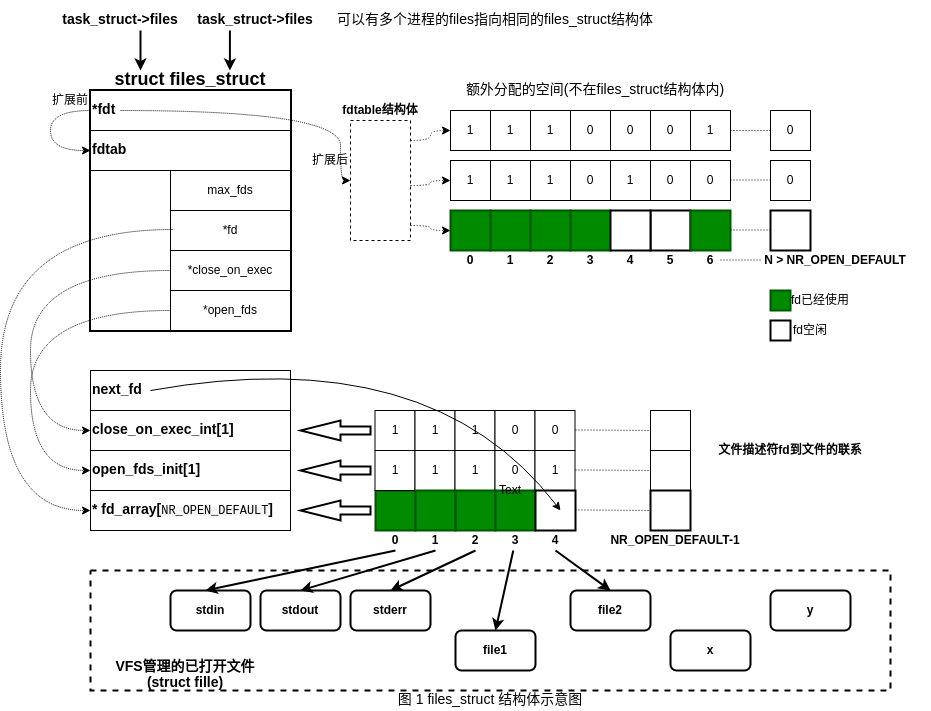 task_struct->files task_struct->files 可以有多个进程的files指向相同的files_struct结构体
struct files_struct
额外分配的空间(不在files_struct结构体内)
扩展前
*fdt
fdtable结构体
1 1 1 0 0 0 1 0
fdtab
扩展后
max_fds
1 1 1 0 1 0 0 0
*fd
0 1 2 3 4 5 6 N > NR_OPEN_DEFAULT
*close_on_exec
fd已经使用
*open_fds
fd空闲
next_fd
close_on_exec_int[1]
1 1 1 0 0
文件描述符fd到文件的联系
open_fds_init[1]
1 1 1 0 1
Text
* fd_array[NR_OPEN_DEFAULT]
0 1 2 3 4 NR_OPEN_DEFAULT-1
stdin stdout stderr file2 y
file1 x
VFS管理的已打开文件
(struct fille)
图 1 files_struct 结构体示意图